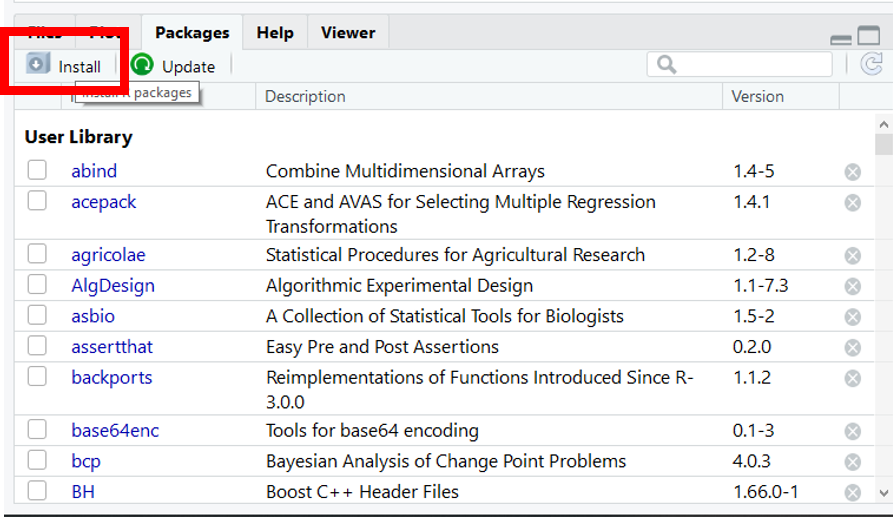 Files Plots Packages Help Viewer
Install Update
Install R packages
Description Version
User Library
abind Combine Multidimensional Arrays 1.4-5
acepack ACE and AVAS for Selecting Multiple Regression 1.4.1
Transformations
agricolae Statistical Procedures for Agricultural Research 1.2-8
AlgDesign Algorithmic Experimental Design 1.1-7.3
asbio A Collection of Statistical Tools for Biologists 1.5-2
assertthat Easy Pre and Post Assertions 0.2.0
backports Reimplementations of Functions Introduced Since R- 1.1.2
3.0.0
base64enc Tools for base64 encoding 0.1-3
bcp Bayesian Analysis of Change Point Problems 4.0.3
BH Boost C++ Header Files 1.66.0-1